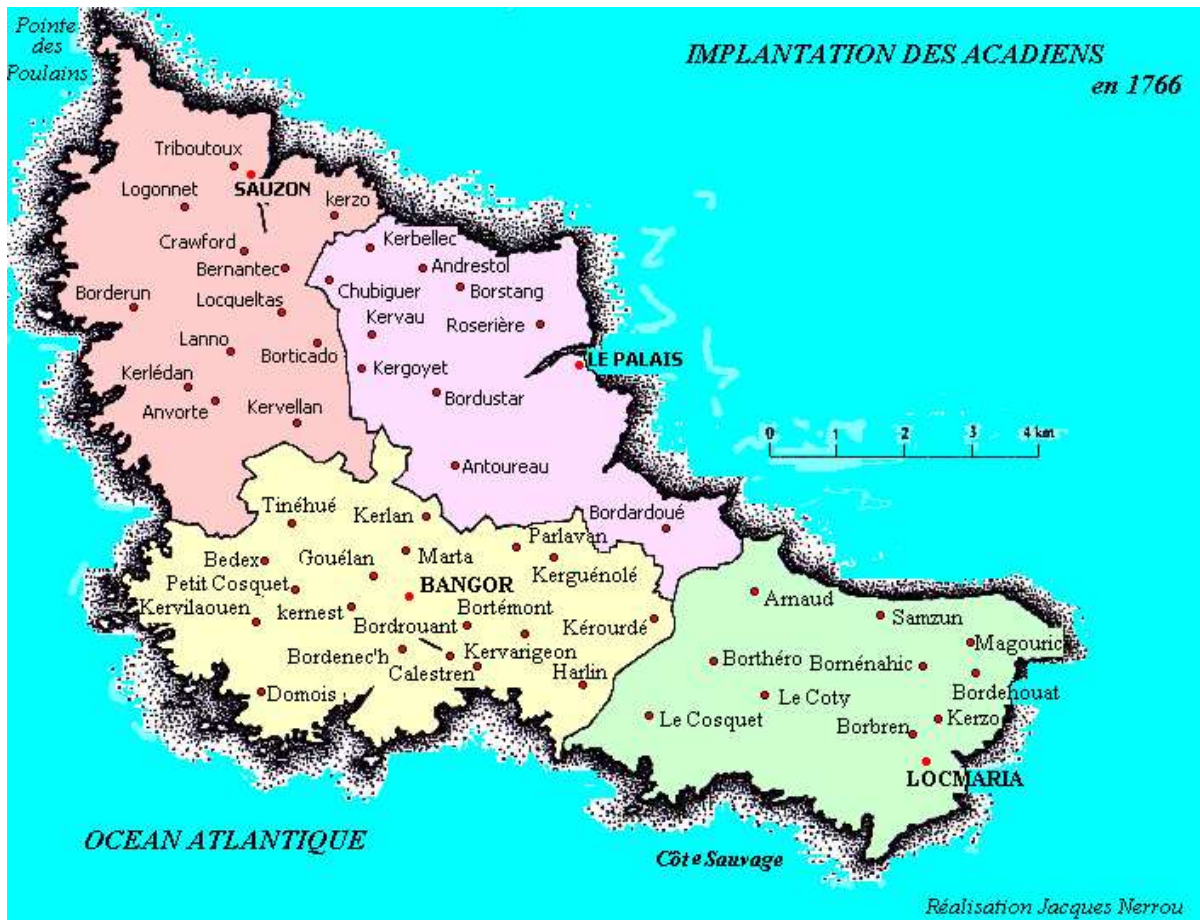 Pointe
des
Poulains
IMPLANTATION DES ACADIENS
en 1766
Triboutoux
SAUZON
Logonnet
kerzo
Crawford
Kerbellec
Bernantec
Andrestol
Borderun
Chubiguer
Borstang
Locqueltas
Kervau
Roserière
Lanno
Borticado
LE PALAIS
Kerlédan
Kergoyet
Anvorte
Kervellan
Bordustar
0 1 2 3 4 km
Antoureau
Tinéhué
Kerlan
Bordardoué
Parlavan
Bedex
Gouélan
Marta
Kerguénolé
Petit Cosquet
BANGOR
Arnaud
Kervilaouen
kernest
Bortémont
Samzun
Bordrouant
Kérourdé
Magouric
Bordenec'h
Kervarigeon
Borthéro
Borménahic
Calestren
Harlin
Bordehouat
Domois
Le Coty
Le Cosquet
Borbren
Kerzo
LOCMARIA
OCEAN ATLANTIQUE
Côte Sauvage
Réalisation Jacques Nerrou